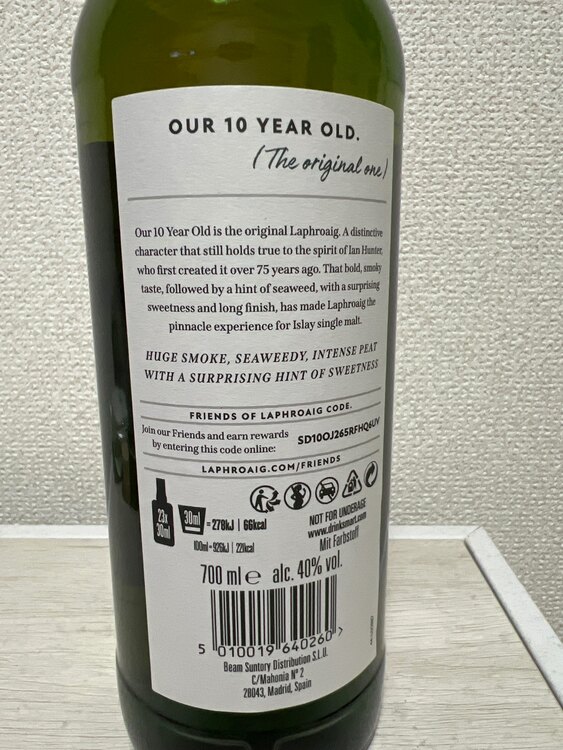 OUR 10 YEAR OLD.
(The original one)
Our 10 Year Old is the original Laphroaig. A distinctive
character that still holds true to the spirit of Ian Hunter,
who first created it over 75 years ago. That bold, smoky
taste, followed by a hint of seaweed, with a surprising
sweetness and long finish, has made Laphroaig the
pinnacle experience for Islay single malt.
HUGE SMOKE, SEAWEEDY, INTENSE PEAT
WITH A SURPRISING HINT OF SWEETNESS
FRIENDS OF LAPHROAIG CODE.
Join our Friends and earn rewards
by entering this code online:
SD10OJ265RFHQ6UV
LAPHROAIG.COM/FRIENDS
23x
30ml
30ml
=278kJ | 66kcal
100ml=926kJ | 221kcal
NOT FOR UNDERAGE
www.drinksmart.com
Mit Farbstoff
700 ml e alc. 40% vol.
5 010019 640260 >
Beam Suntory Distribution S.L.U.
C/Mahonia Nº 2
28043, Madrid, Spain